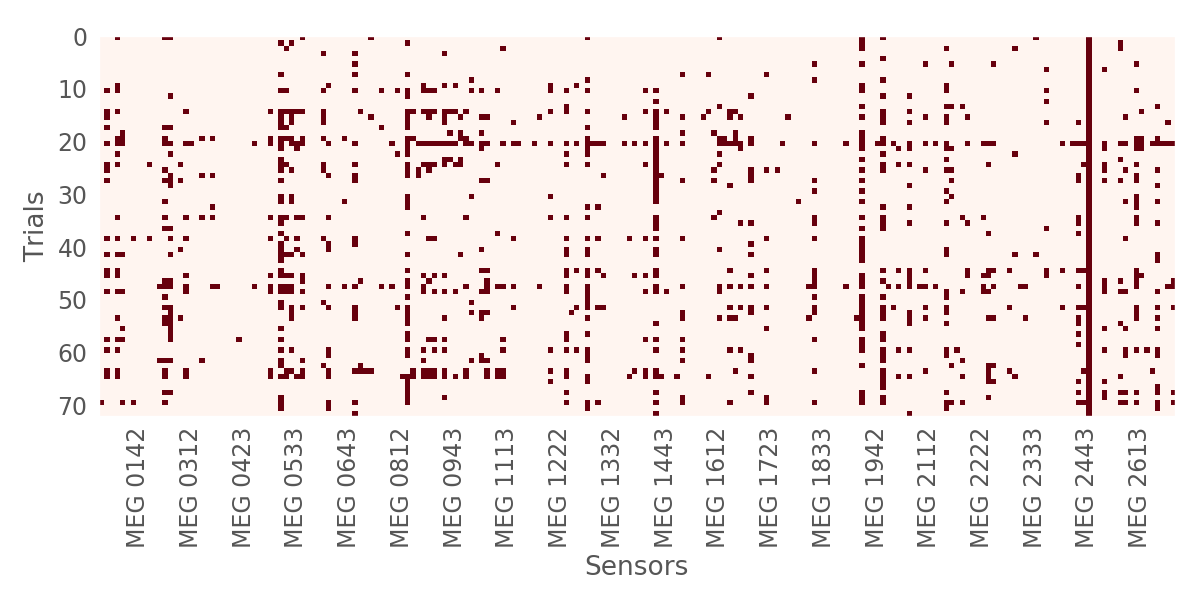 0
10
20
30
40
50
60
70
Trials
MEG 0142
MEG 0312
MEG 0423
MEG 0533
MEG 0643
MEG 0812
MEG 0943
MEG 1113
MEG 1222
MEG 1332
MEG 1443
MEG 1612
MEG 1723
MEG 1833
MEG 1942
MEG 2112
MEG 2222
MEG 2333
MEG 2443
MEG 2613
Sensors